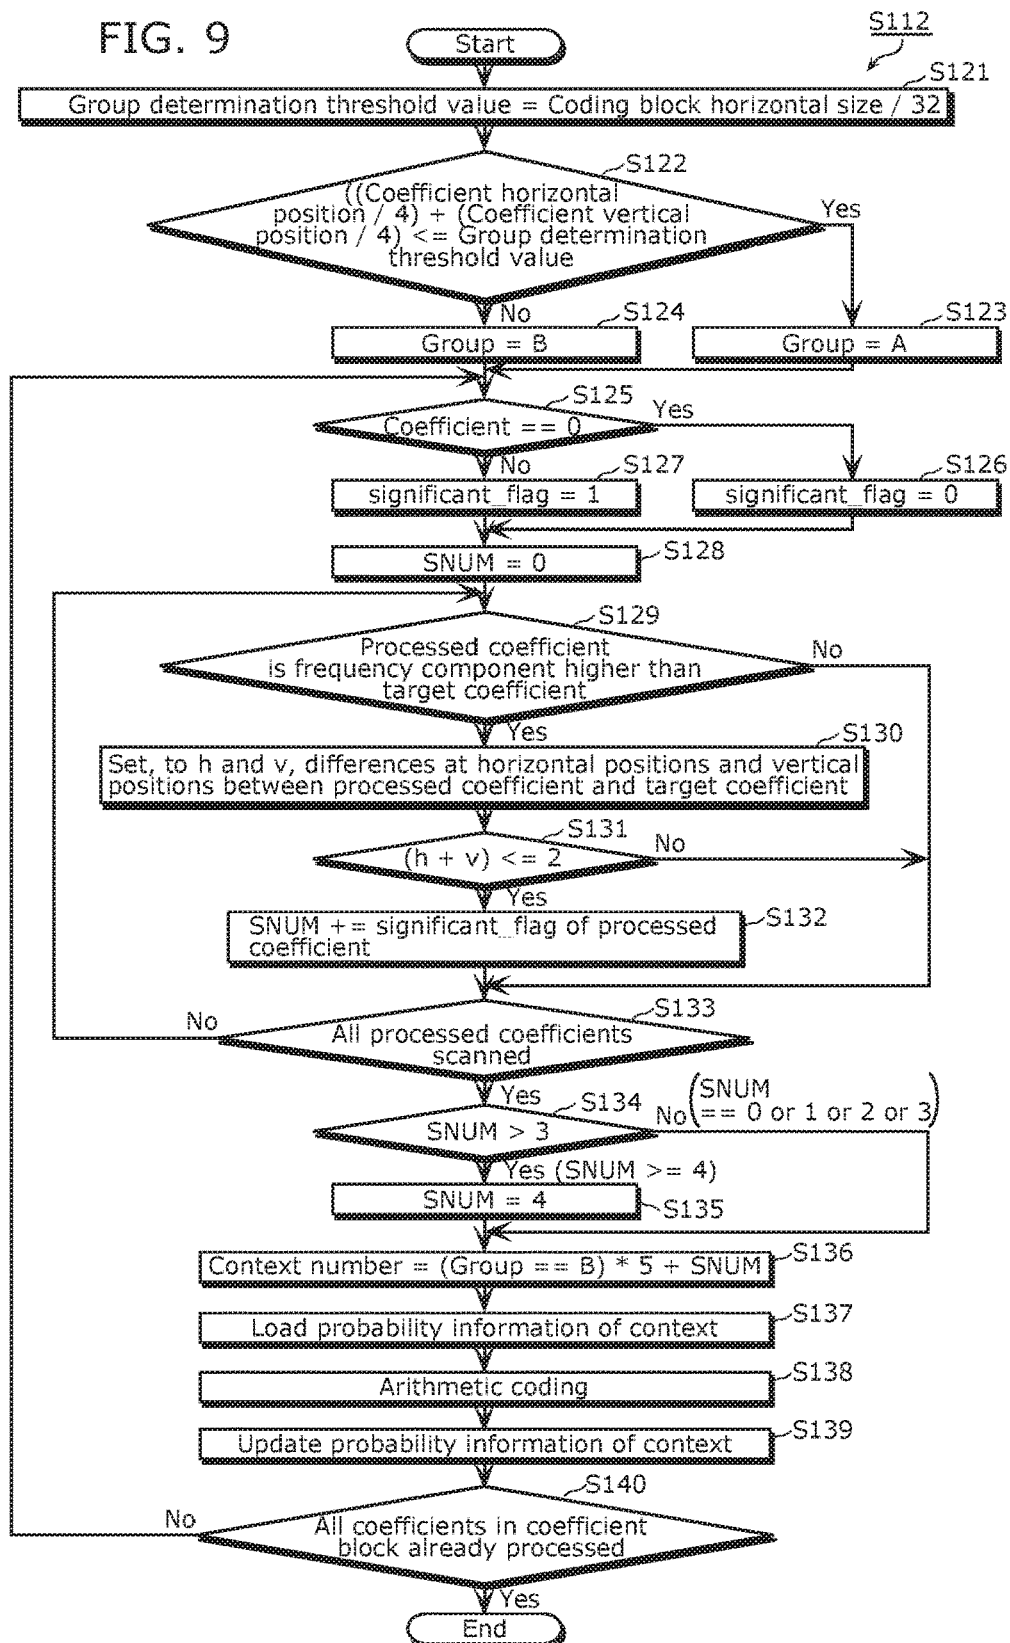 FIG. 9
S112
Start
S121
Group determination threshold value = Coding block horizontal size / 32
S122
((Coefficient horizontal
position / 4) + (Coefficient vertical
position / 4) <= Group determination
threshold value
Yes
No
S124
Group = B
S123
Group = A
S125
Coefficient == 0
Yes
No
S127
significant_flag = 1
S126
significant_flag = 0
S128
SNUM = 0
S129
Processed coefficient
is frequency component higher than
target coefficient
No
Yes
S130
Set, to h and v, differences at horizontal positions and vertical
positions between processed coefficient and target coefficient
S131
(h + v) <= 2
No
Yes
S132
SNUM += significant_flag of processed
coefficient
S133
No
All processed coefficients
scanned
Yes
S134
SNUM > 3
No (SNUM
== 0 or 1 or 2 or 3)
Yes (SNUM >= 4)
SNUM = 4
S135
S136
Context number = (Group == B) * 5 + SNUM
S137
Load probability information of context
S138
Arithmetic coding
S139
Update probability information of context
S140
No
All coefficients in coefficient
block already processed
Yes
End